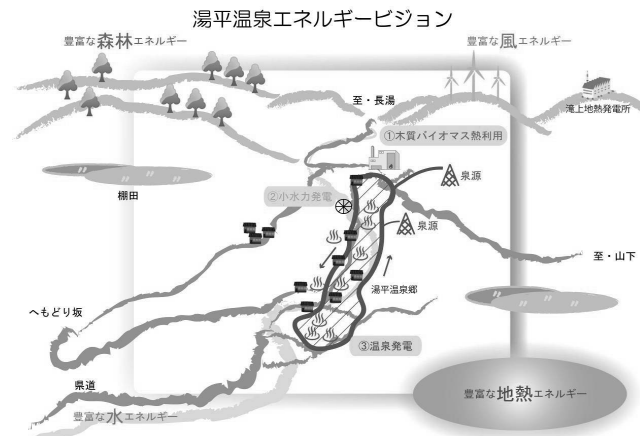 湯平温泉エネルギービジョン
豊富な森林エネルギー
豊富な風エネルギー
至・長湯
滝上地熱発電所
①木質バイオマス熱利用
泉源
棚田
②小水力発電
泉源
至・山下
湯平温泉郷
へもどり坂
③温泉発電
県道
豊富な地熱エネルギー
豊富な水エネルギー